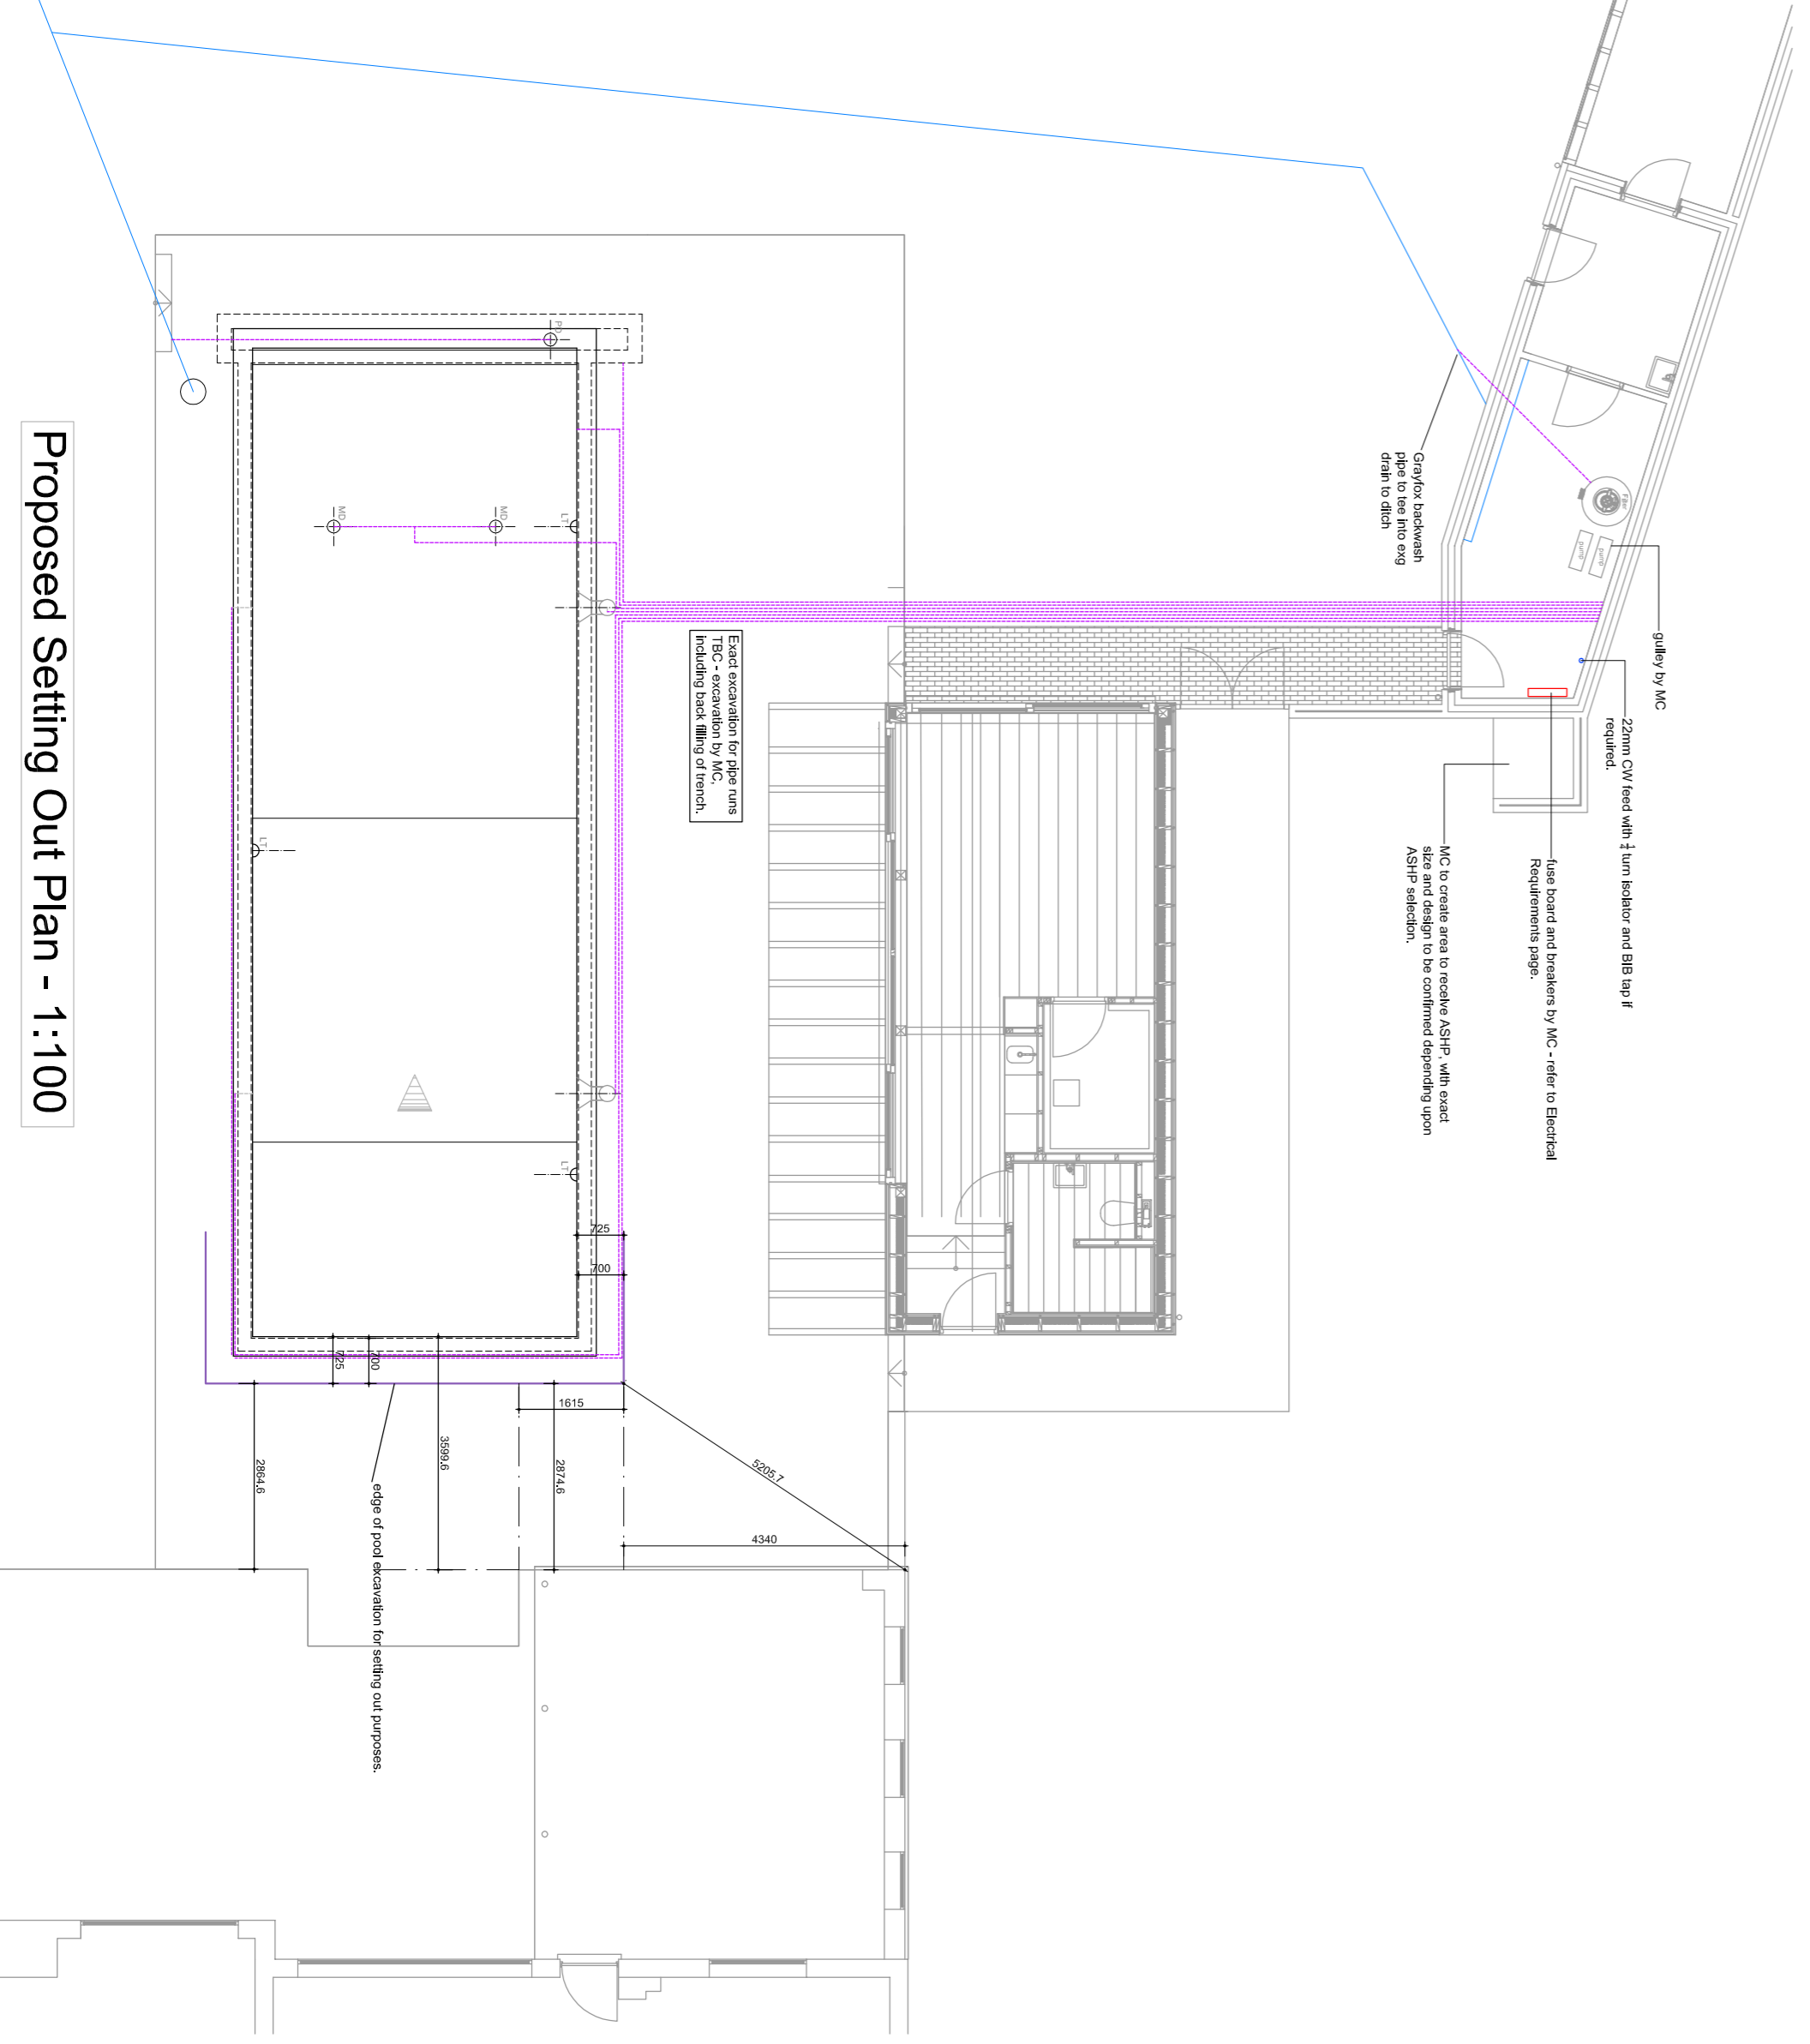 gulley by MC
22mm CW feed with ¼ turn isolator and BIB tap if
required.
fuse board and breakers by MC - refer to Electrical
Requirements page.
MC to create area to receive ASHP, with exact
size and design to be confirmed depending upon
ASHP selection.
Filter
pump
pump
Grayfox backwash
pipe to tee into exg
drain to ditch
Exact excavation for pipe runs
TBC - excavation by MC,
including back filling of trench.
PD
LT
MD
MD
LT
LT
725
700
725
700
1615
3599.6
2874.6
2864.6
5205.7
4340
edge of pool excavation for setting out purposes.
Proposed Setting Out Plan - 1:100